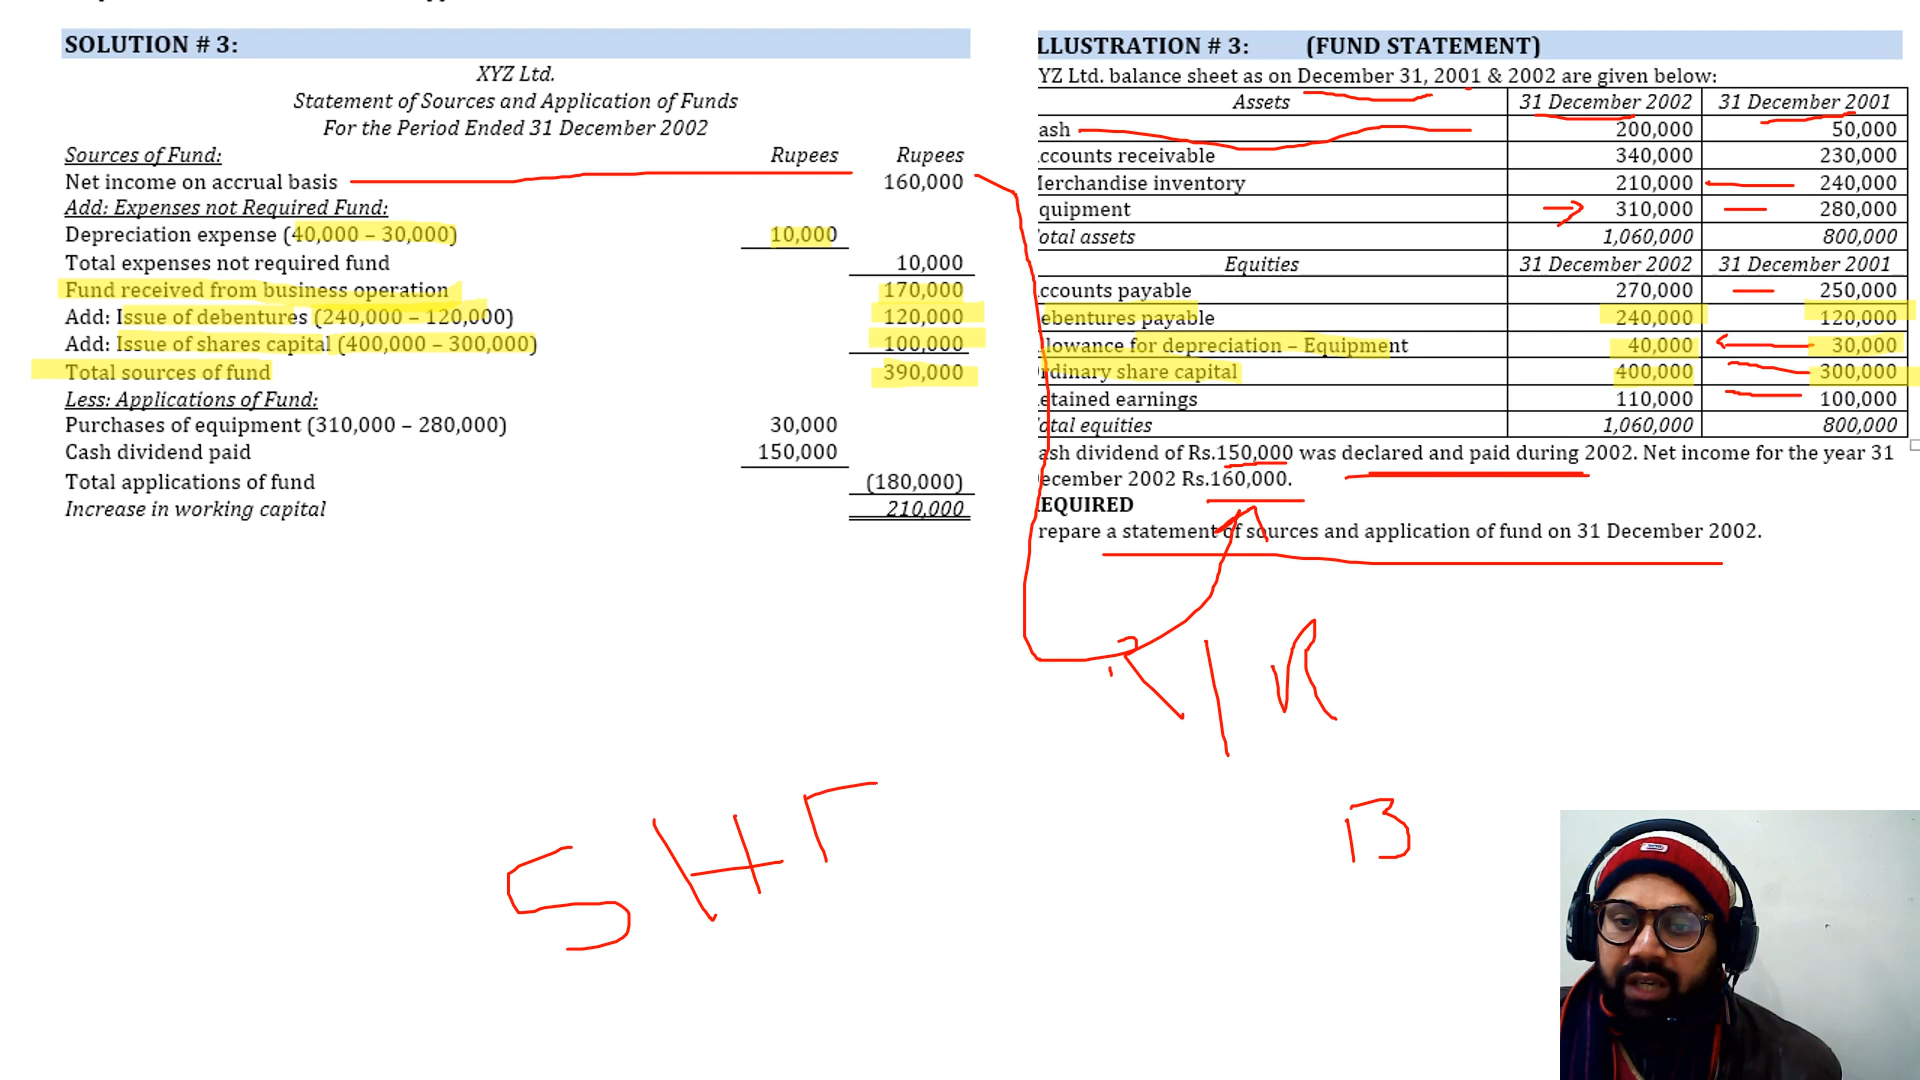 SOLUTION # 3:
XYZ Ltd.
Statement of Sources and Application of Funds
For the Period Ended 31 December 2002
Sources of Fund: Rupees Rupees
Net income on accrual basis 160,000
Add: Expenses not Required Fund:
Depreciation expense (40,000 – 30,000) 10,000
Total expenses not required fund 10,000
Fund received from business operation 170,000
Add: Issue of debentures (240,000 – 120,000) 120,000
Add: Issue of shares capital (400,000 – 300,000) 100,000
Total sources of fund 390,000
Less: Applications of Fund:
Purchases of equipment (310,000 – 280,000) 30,000
Cash dividend paid 150,000
Total applications of fund (180,000)
Increase in working capital 210,000
LLUSTRATION # 3: (FUND STATEMENT)
YZ Ltd. balance sheet as on December 31, 2001 & 2002 are given below:
Assets 31 December 2002 31 December 2001
ash 200,000 50,000
ccounts receivable 340,000 230,000
erchandise inventory 210,000 240,000
quipment 310,000 280,000
otal assets 1,060,000 800,000
Equities 31 December 2002 31 December 2001
ccounts payable 270,000 250,000
ebentures payable 240,000 120,000
llowance for depreciation – Equipment 40,000 30,000
rdinary share capital 400,000 300,000
etained earnings 110,000 100,000
otal equities 1,060,000 800,000
ash dividend of Rs.150,000 was declared and paid during 2002. Net income for the year 31
ecember 2002 Rs.160,000.
EQUIRED
repare a statement of sources and application of fund on 31 December 2002.
B